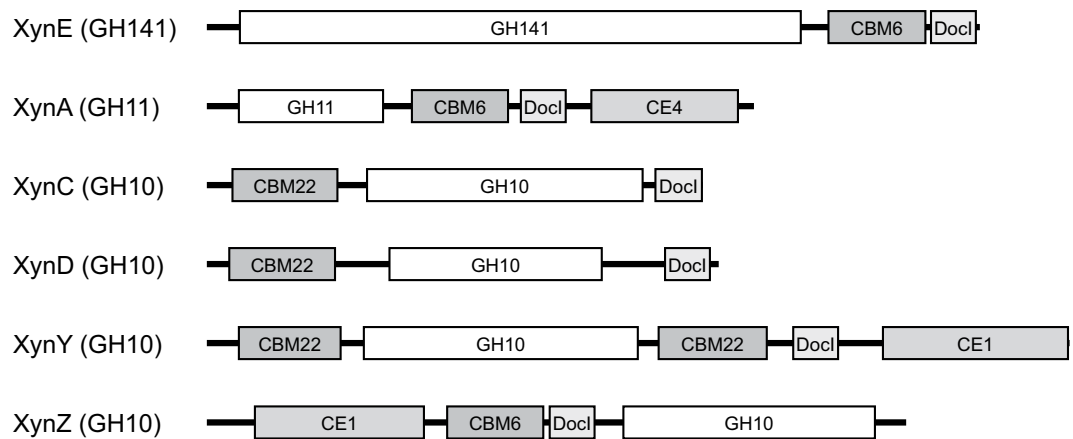 XynE (GH141) GH141 CBM6 DocI
XynA (GH11) GH11 CBM6 DocI CE4
XynC (GH10) CBM22 GH10 DocI
XynD (GH10) CBM22 GH10 DocI
XynY (GH10) CBM22 GH10 CBM22 DocI CE1
XynZ (GH10) CE1 CBM6 DocI GH10